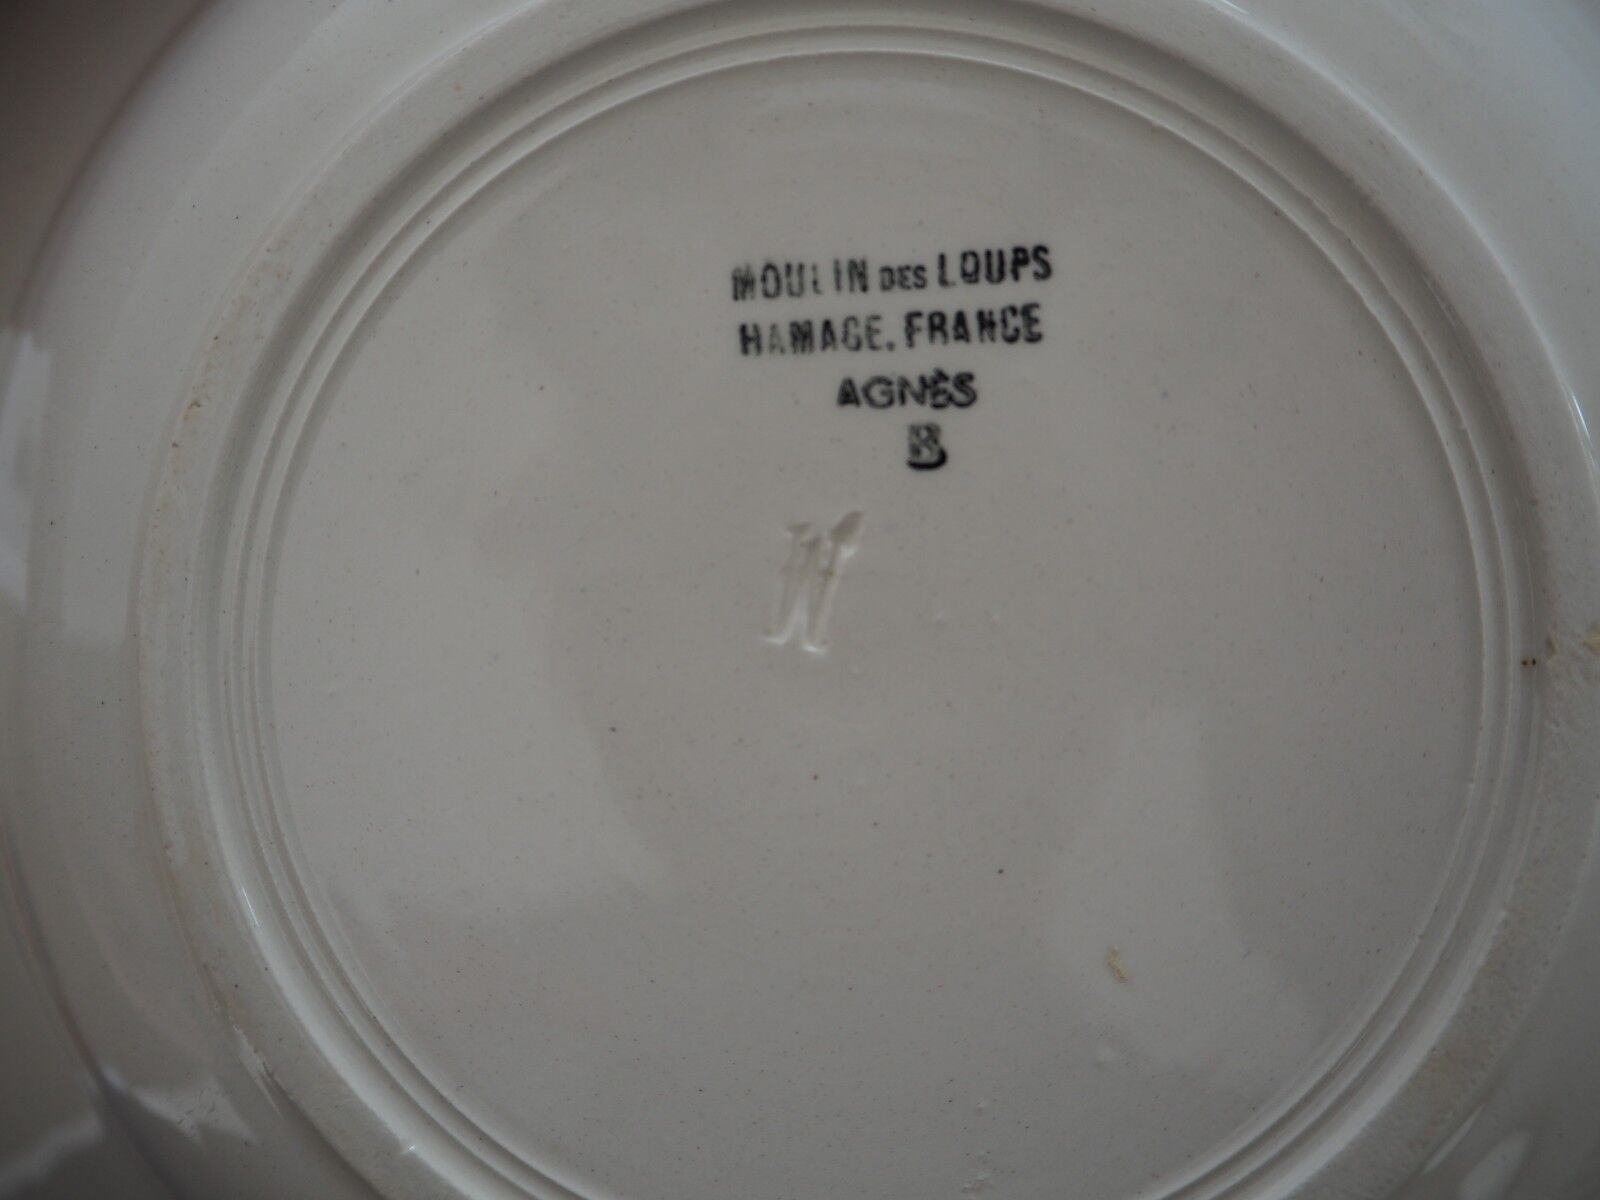 MOULIN DES LOUPS
HAMAGE. FRANCE
AGNÈS
B